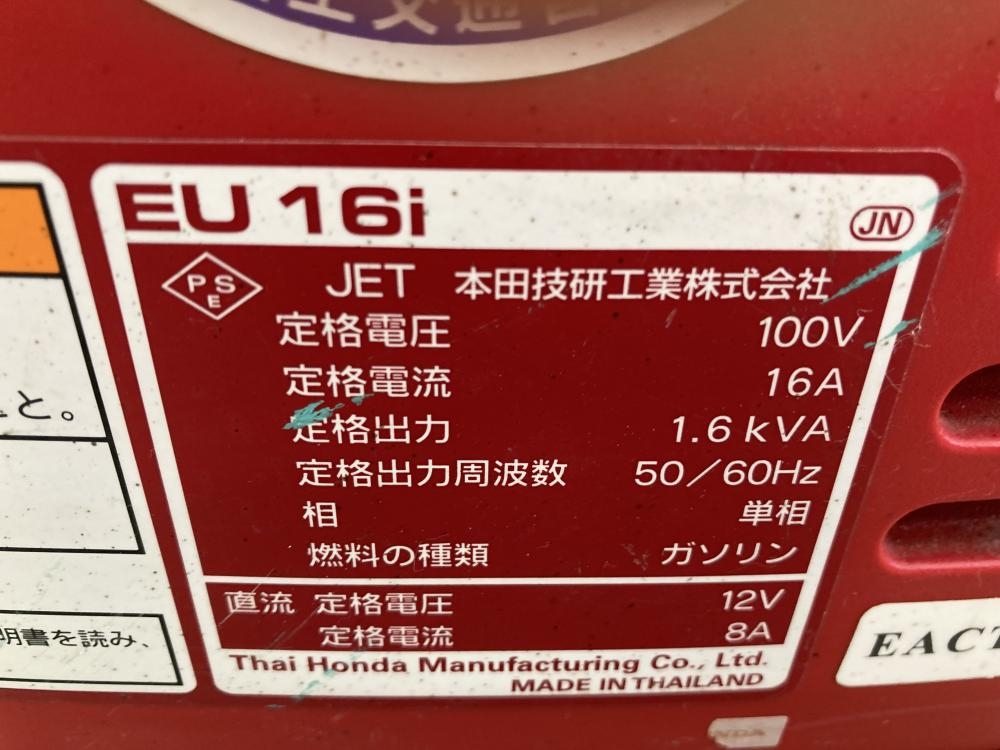 EU 16i
JN
PSE JET 本田技研工業株式会社
定格電圧 100V
定格電流 16A
定格出力 1.6kVA
定格出力周波数 50/60Hz
相 単相
燃料の種類 ガソリン
直流 定格電圧 12V
定格電流 8A
Thai Honda Manufacturing Co., Ltd.
MADE IN THAILAND
と。
明書を読み、
EACT